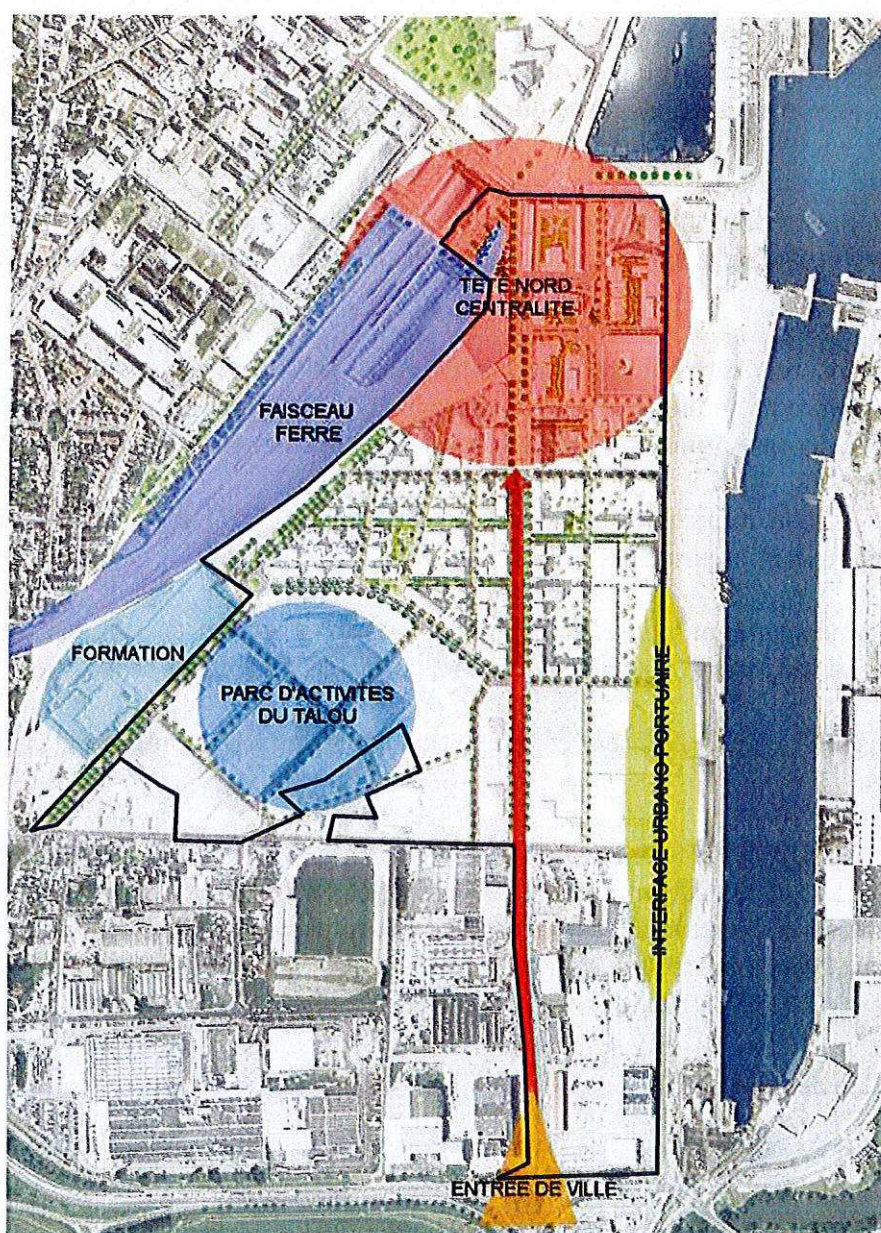 TETE NORD
CENTRALITE
FAISCEAU
FERRE
FORMATION
PARC D'ACTIVITES
DU TALOU
INTERFACE URBANO PORTUAIRE
ENTREE DE VILLE